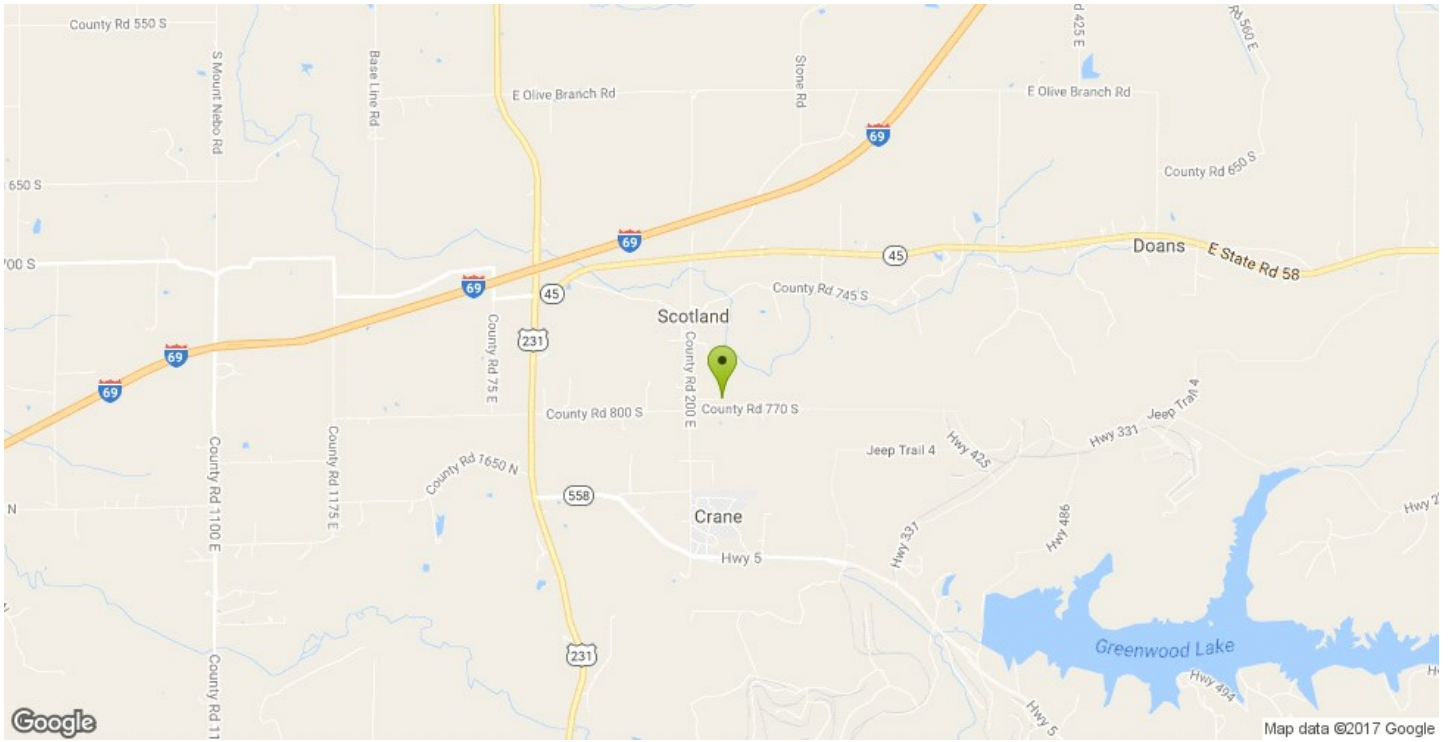 County Rd 550 S
S Mount Nebo Rd
Base Line Rd
E Olive Branch Rd
Stone Rd
d 425 E
Rd 560 E
E Olive Branch Rd
69
County Rd 650 S
650 S
69
45
Doans
E State Rd 58
700 S
69
45
County Rd 745 S
Scotland
County Rd 75 E
231
County Rd 200 E
69
69
County Rd 800 S
County Rd 770 S
Jeep Trail 4
Hwy 331
Hwy 425
Jeep Trail 4
County Rd 1650 N
County Rd 1100 E
County Rd 1175 E
558
N
Crane
Hwy 486
Hwy 331
Hwy 5
Greenwood Lake
231
County Rd 11
Hwy 494
Hwy 5
Google
Map data ©2017 Google